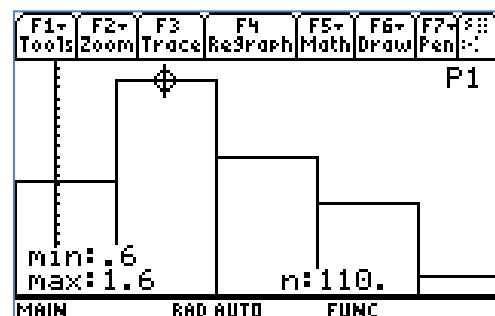 F1▾ F2▾ F3 F4 F5▾ F6▾ F7▾
Tools Zoom Trace ReGraph Math Draw Pen
P1
min:.6
max:1.6 n:110.
MAIN RAD AUTO FUNC